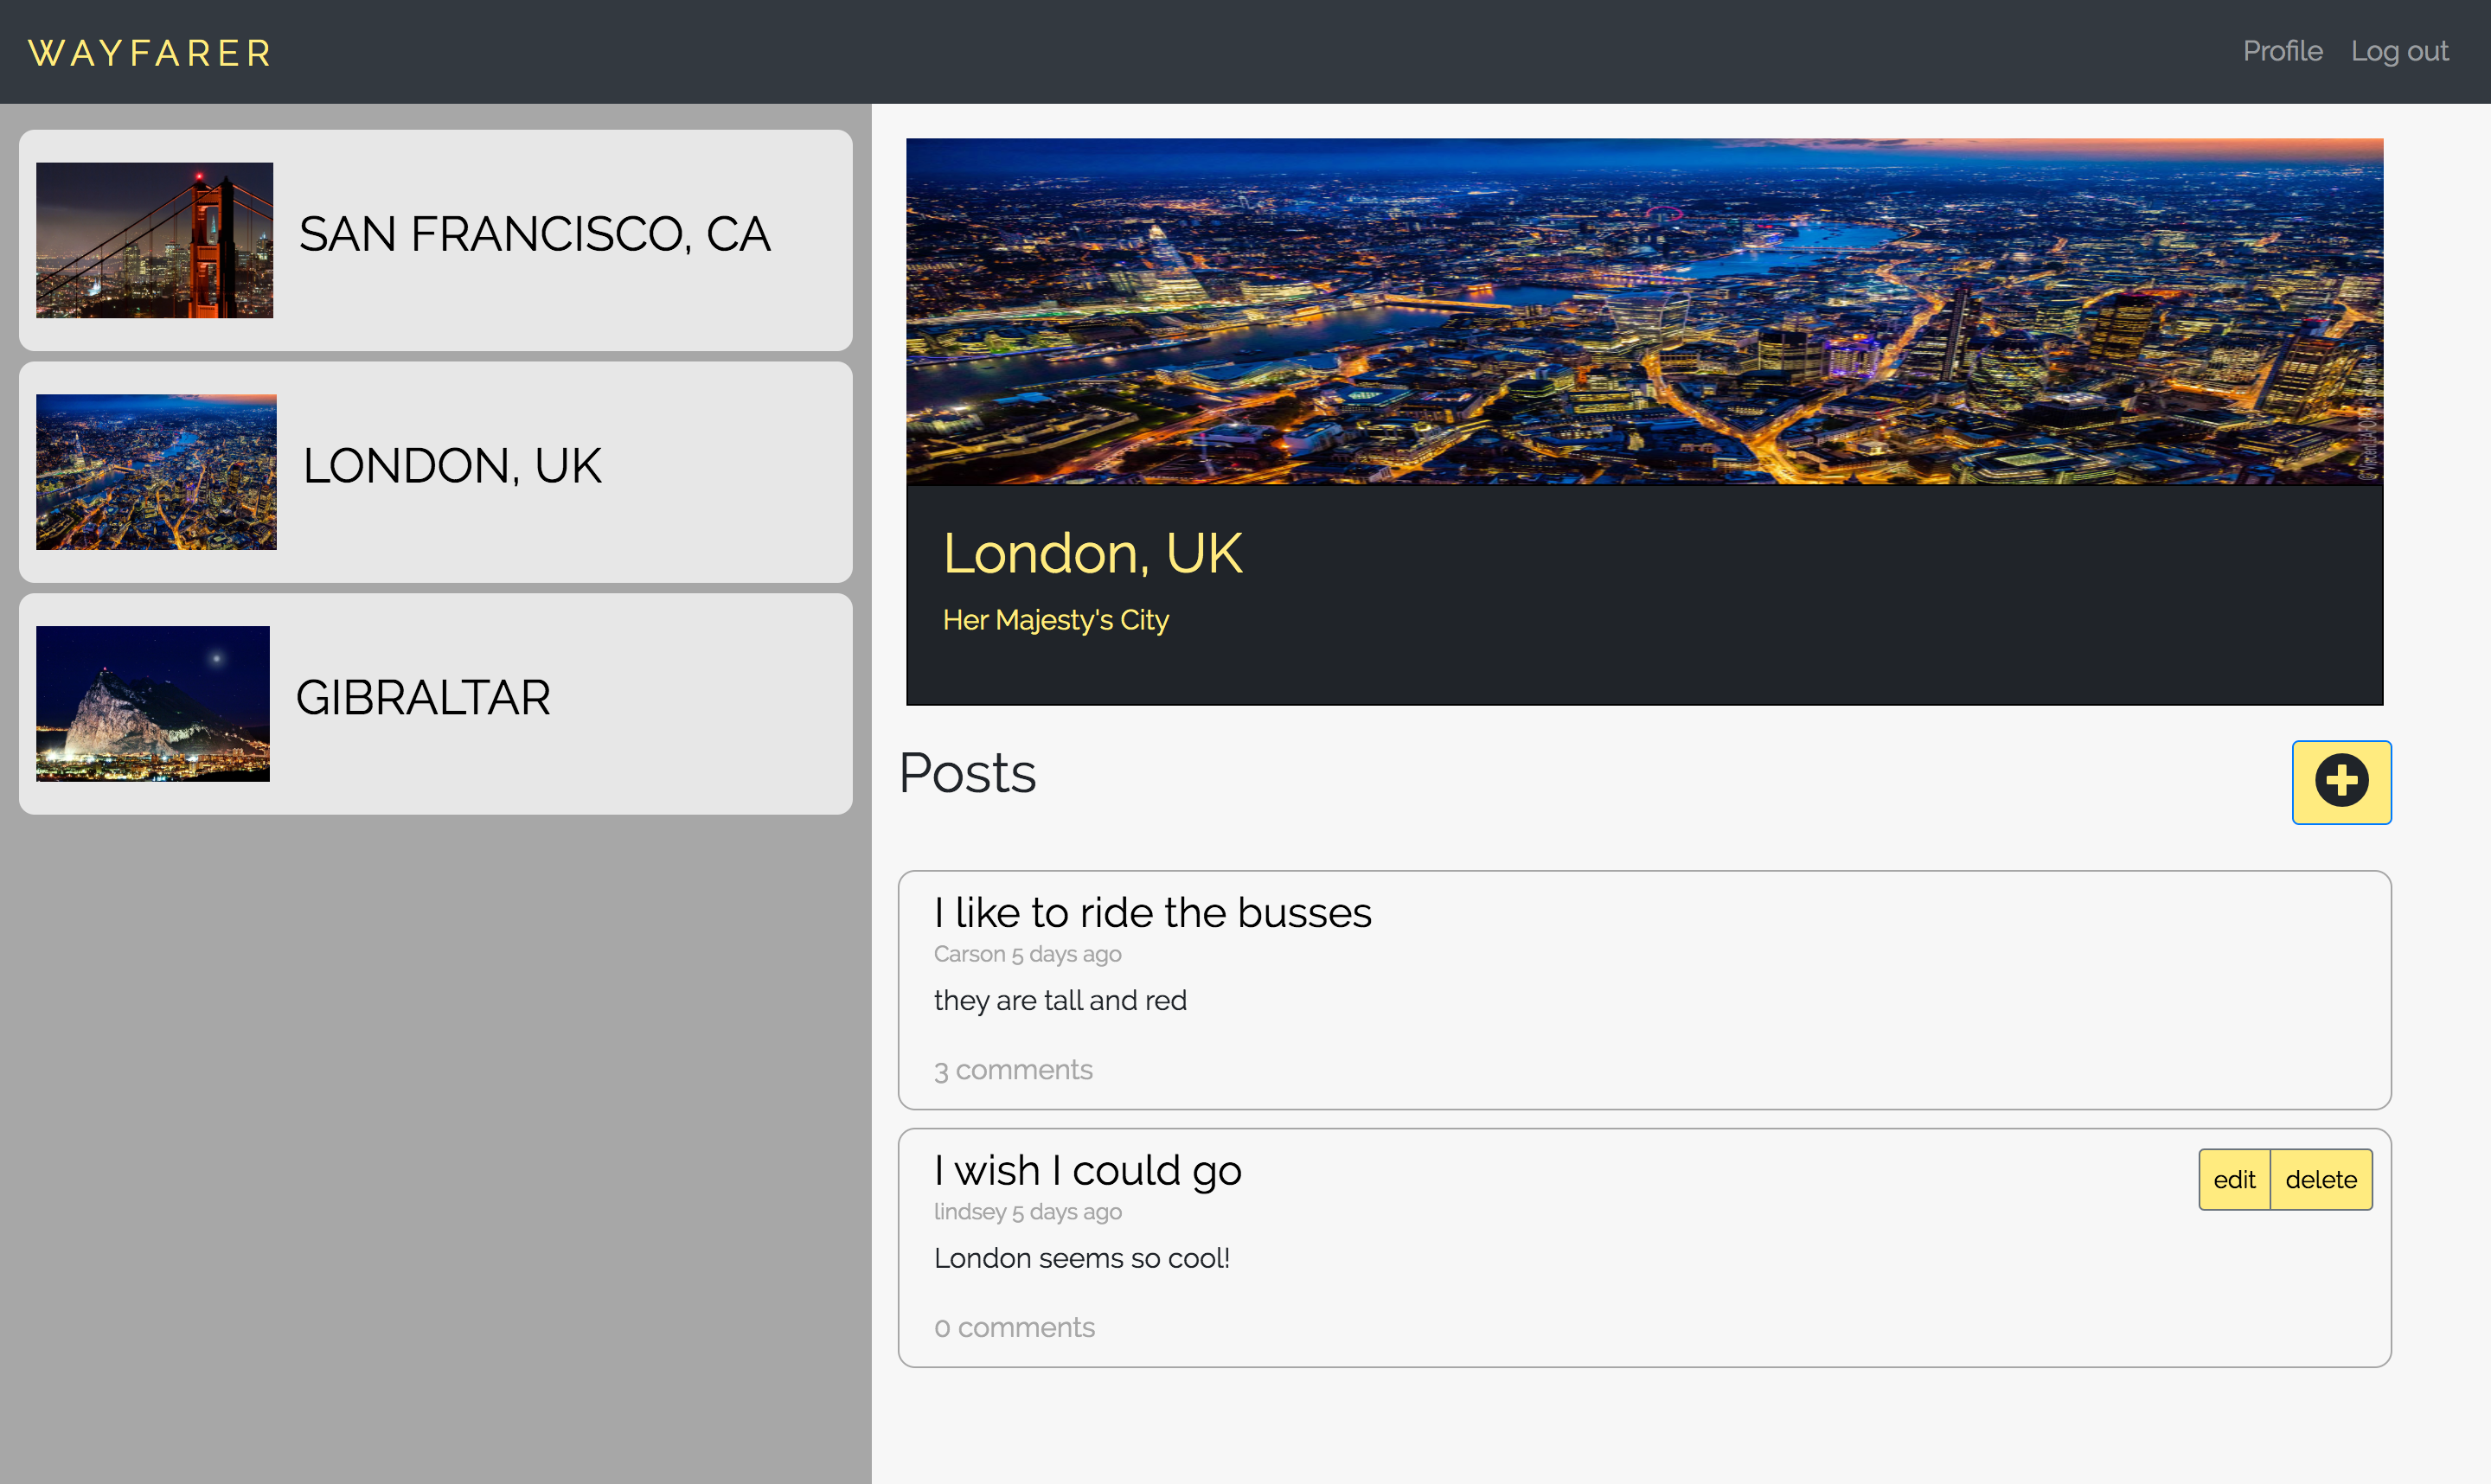 WAYFARER
Profile
Log out
SAN FRANCISCO, CA
LONDON, UK
GIBRALTAR
London, UK
Her Majesty's City
Posts
I like to ride the busses
Carson 5 days ago
they are tall and red
3 comments
I wish I could go
edit
delete
lindsey 5 days ago
London seems so cool!
0 comments